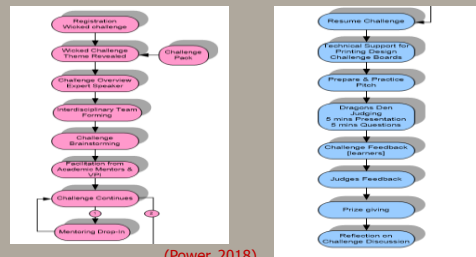 Registration
Wicked challenge
Wicked Challenge
Theme Revealed
Challenge
Pack
Challenge Overview
Expert Speaker
Interdisciplinary Team
Forming
Challenge
Brainstorming
Facilitation from
Academic Mentors &
VPI
Challenge Continues
1
2
Mentoring Drop-In
Resume Challenge
Technical Support for
Printing Design
Challenge Boards
Prepare & Practice
Pitch
Dragons Den
Judging
5 mins Presentation
5 mins Questions
Challenge Feedback
[learners]
Judges Feedback
Prize giving
Reflection on
Challenge Discussion
(Power, 2018)